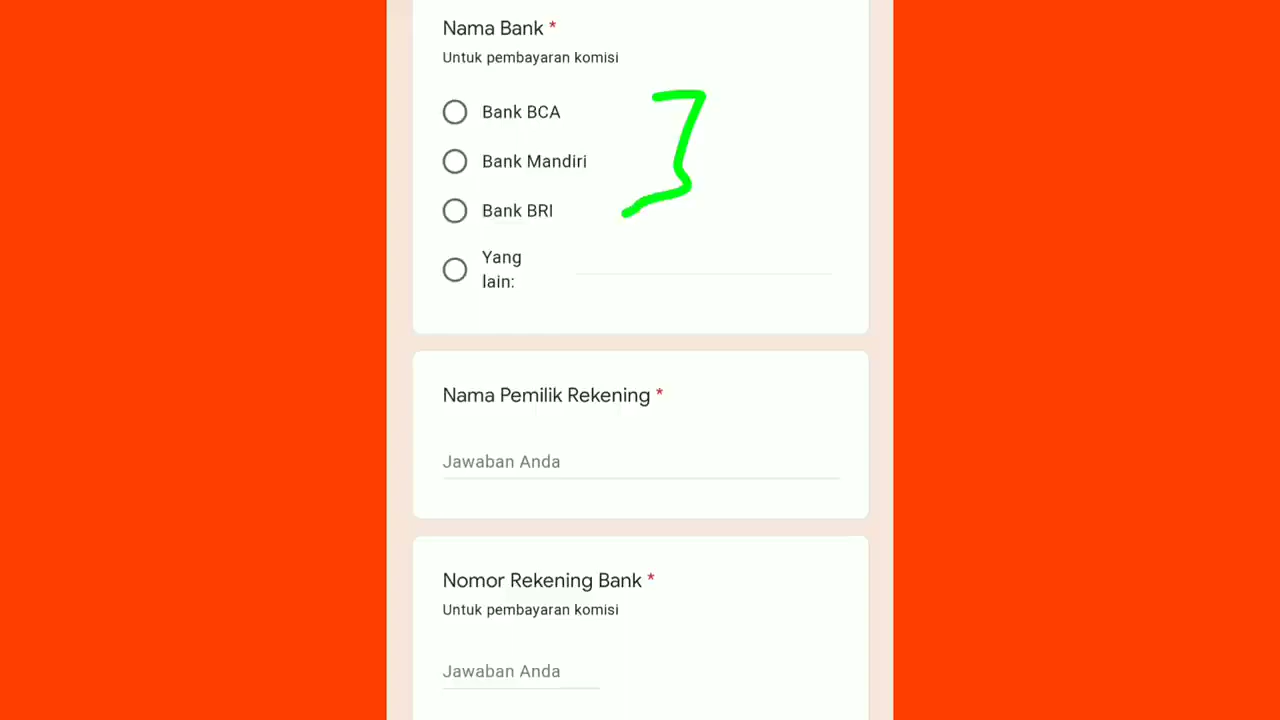 Nama Bank *
Untuk pembayaran komisi
Bank BCA
Bank Mandiri
Bank BRI
Yang
lain:
Nama Pemilik Rekening *
Jawaban Anda
Nomor Rekening Bank *
Untuk pembayaran komisi
Jawaban Anda